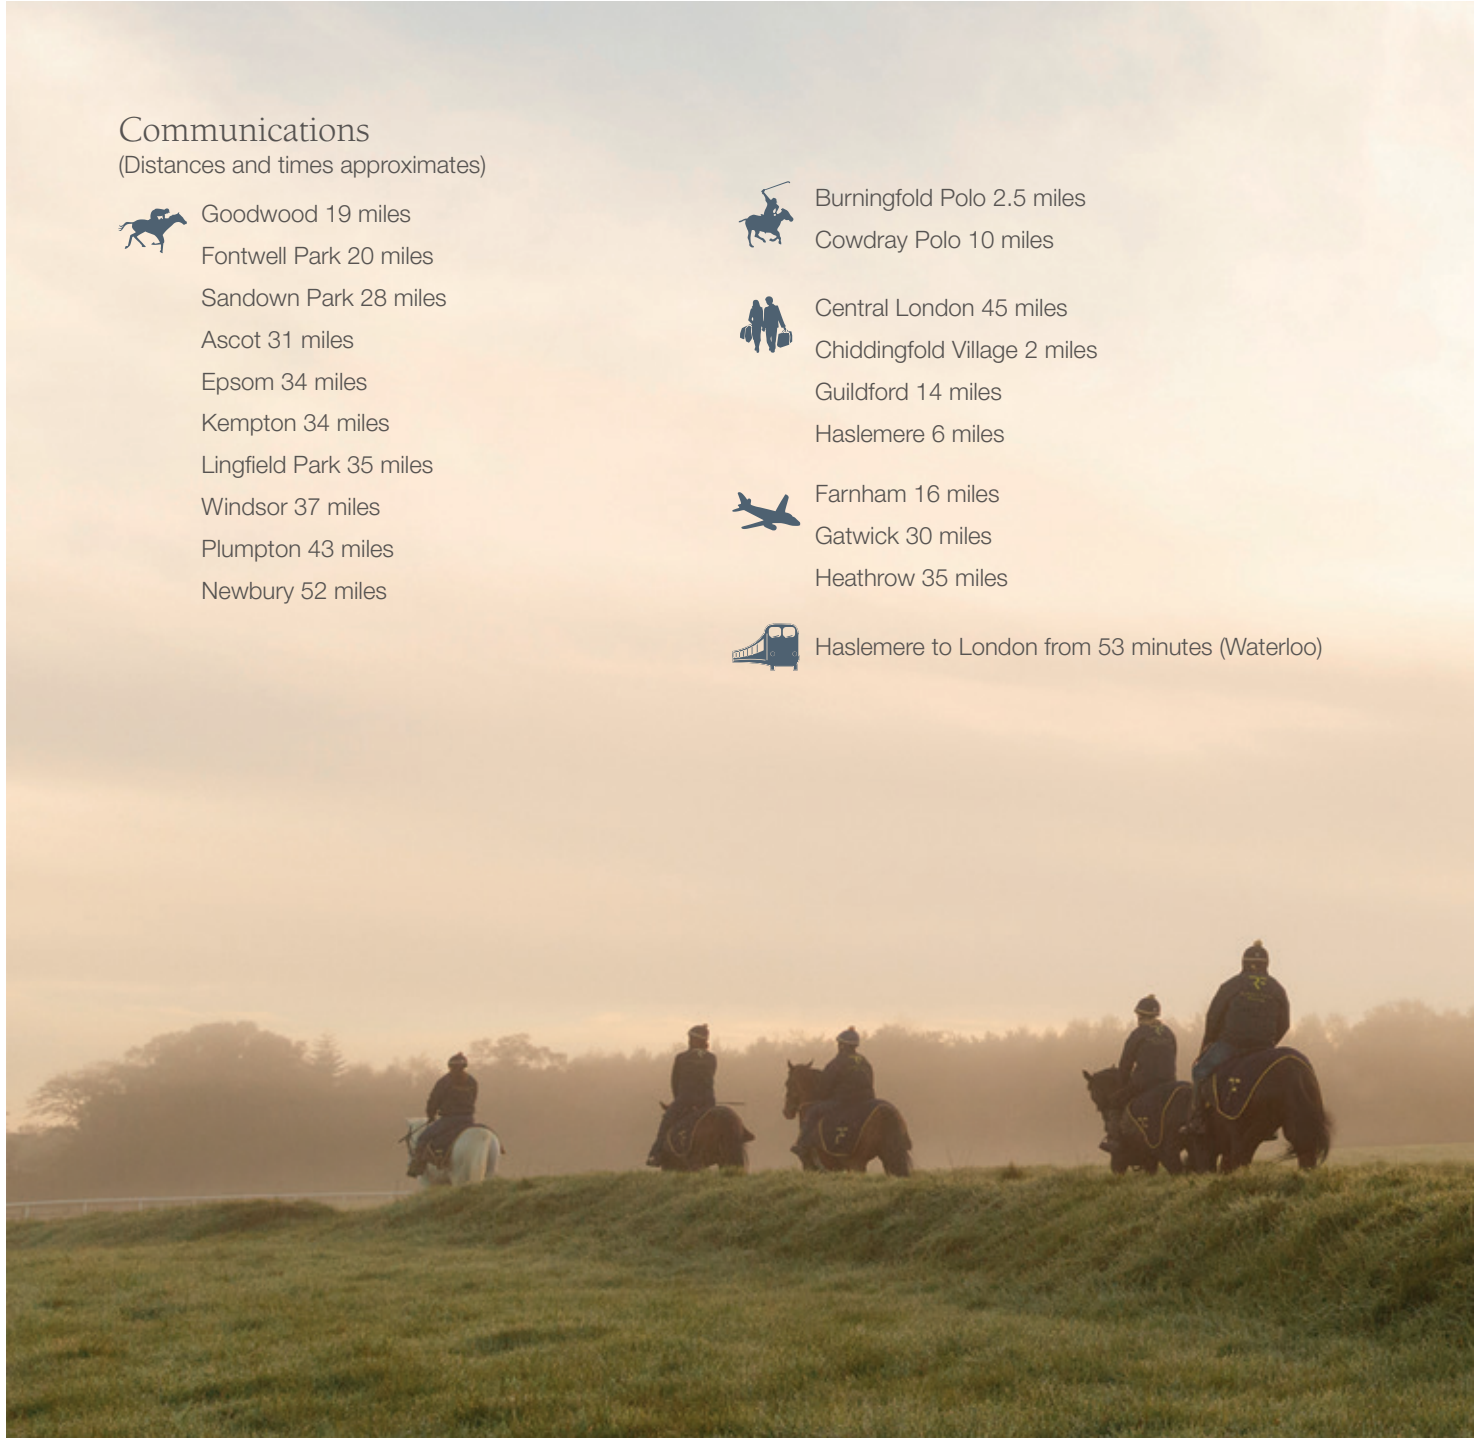 Communications
(Distances and times approximates)
Goodwood 19 miles
Fontwell Park 20 miles
Sandown Park 28 miles
Ascot 31 miles
Epsom 34 miles
Kempton 34 miles
Lingfield Park 35 miles
Windsor 37 miles
Plumpton 43 miles
Newbury 52 miles
Burningfold Polo 2.5 miles
Cowdray Polo 10 miles
Central London 45 miles
Chiddingfold Village 2 miles
Guildford 14 miles
Haslemere 6 miles
Farnham 16 miles
Gatwick 30 miles
Heathrow 35 miles
Haslemere to London from 53 minutes (Waterloo)